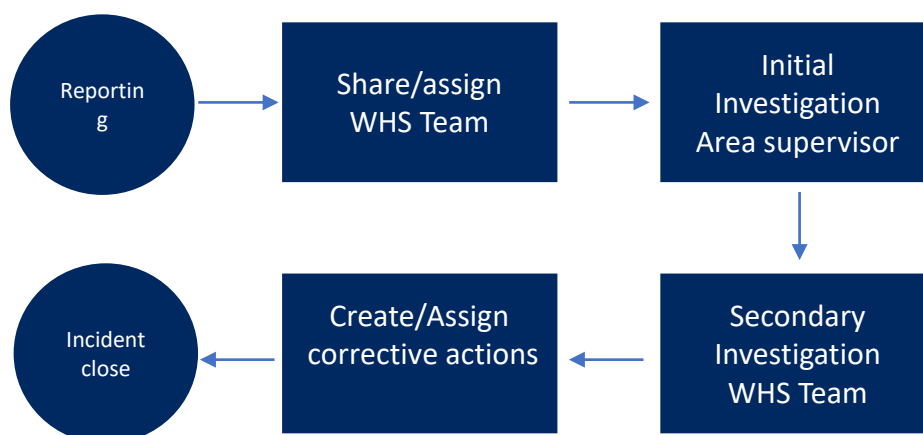 Reportin
g
Share/assign
WHS Team
Initial
Investigation
Area supervisor
Incident
close
Create/Assign
corrective actions
Secondary
Investigation
WHS Team